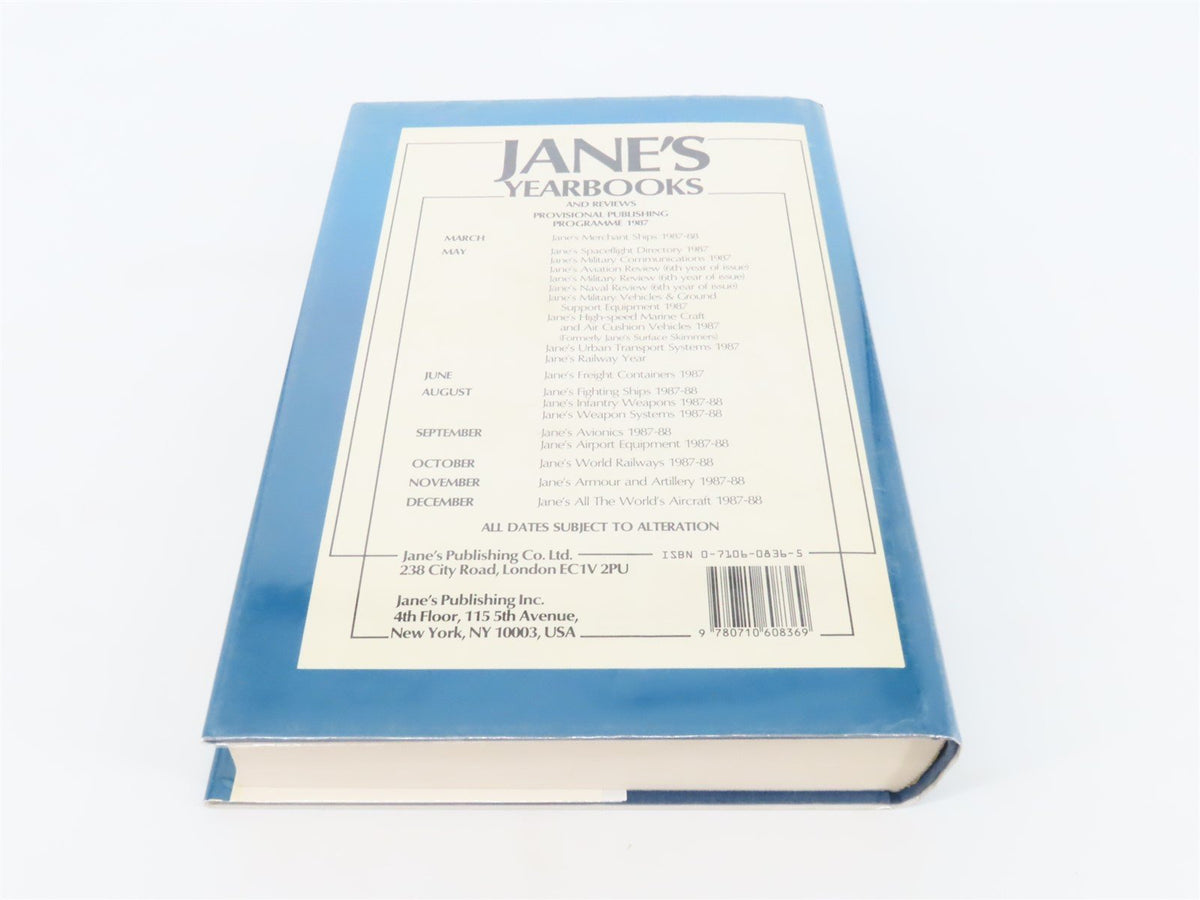 JANE'S
YEARBOOKS
AND REVIEWS
PROVISIONAL PUBLISHING
PROGRAMME 1987
MARCH Jane's Merchant Ships 1987-88
MAY Jane's Spaceflight Directory 1987
Jane's Military Communications 1987
Jane's Aviation Review (6th year of issue)
Jane's Military Review (6th year of issue)
Jane's Naval Review (6th year of issue)
Jane's Military Vehicles & Ground
Support Equipment 1987
Jane's High-speed Marine Craft
and Air Cushion Vehicles 1987
(Formerly Jane's Surface Skimmers)
Jane's Urban Transport Systems 1987
Jane's Railway Year
JUNE Jane's Freight Containers 1987
AUGUST Jane's Fighting Ships 1987-88
Jane's Infantry Weapons 1987-88
Jane's Weapon Systems 1987-88
SEPTEMBER Jane's Avionics 1987-88
Jane's Airport Equipment 1987-88
OCTOBER Jane's World Railways 1987-88
NOVEMBER Jane's Armour and Artillery 1987-88
DECEMBER Jane's All The World's Aircraft 1987-88
ALL DATES SUBJECT TO ALTERATION
Jane's Publishing Co. Ltd. ISBN 0-7106-0836-5
238 City Road, London EC1V 2PU
Jane's Publishing Inc.
4th Floor, 115 5th Avenue,
New York, NY 10003, USA
9 780710 608369